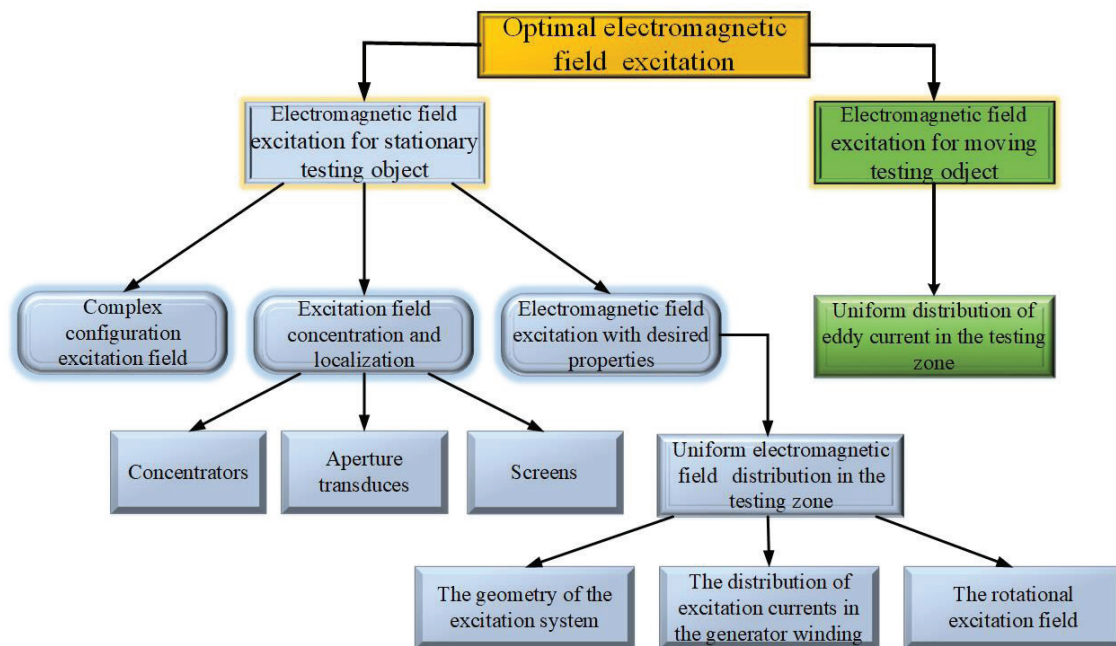 Optimal electromagnetic
field excitation
Electromagnetic field
excitation for stationary
testing object
Electromagnetic field
excitation for moving
testing odject
Complex
configuration
excitation field
Excitation field
concentration and
localization
Electromagnetic field
excitation with desired
properties
Uniform distribution of
eddy current in the testing
zone
Concentrators
Aperture
transduces
Screens
Uniform electromagnetic
field distribution in the
testing zone
The geometry of the
excitation system
The distribution of
excitation currents in
the generator winding
The rotational
excitation field